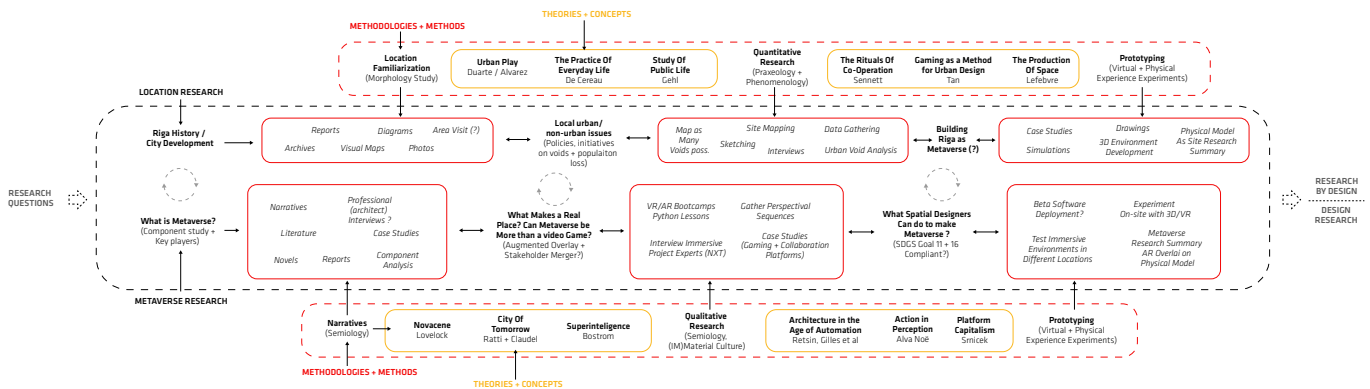 THEORIES + CONCEPTS
METHODOLOGIES + METHODS
Location
Familiarization
(Morphology Study)
Urban Play
Duarte / Alvarez
The Practice Of
Everyday Life
De Cereau
Study Of
Public Life
Gehl
Quantitative
Research
(Praxeology +
Phenomenology)
The Rituals Of
Co-Operation
Sennett
Gaming as a Method
for Urban Design
Tan
The Production
Of Space
Lefebvre
Prototyping
(Virtual + Physical
Experience Experiments)
LOCATION RESEARCH
Riga History /
City Development
Reports
Diagrams
Area Visit (?)
Archives
Visual Maps
Photos
Local urban/
non-urban issues
(Policies, initiatives
on voids + populaiton
loss)
Map as
Many
Voids pass.
Site Mapping
Sketching
Interviews
Data Gathering
Urban Void Analysis
Building
Riga as
Metaverse (?)
Case Studies
Simulations
Drawings
3D Environment
Development
Physical Model
As Site Research
Summary
RESEARCH
QUESTIONS
RESEARCH
BY DESIGN
DESIGN
RESEARCH
What is Metaverse?
(Component study +
Key players)
Narratives
Professional
(architect)
Interviews ?
Literature
Case Studies
Novels
Reports
Component
Analysis
What Makes a Real
Place? Can Metaverse be
More than a video Game?
(Augmented Overlay +
Stakeholder Merger?)
VR/AR Bootcamps
Python Lessons
Gather Perspectival
Sequences
Interview Immersive
Project Experts (NXT)
Case Studies
(Gaming + Collaboration
Platforms)
What Spatial Designers
Can do to make
Metaverse ?
(SDGS Goal 11 + 16
Compliant?)
Beta Software
Deployment?
Experiment
On-site with 3D/VR
Test Immersive
Environments in
Different Locations
Metaverse
Research Summary
AR Overlai on
Physical Model
METAVERSE RESEARCH
Narratives
(Semiology)
Novacene
Lovelock
City Of
Tomorrow
Ratti + Claudel
Superinteligence
Bostrom
Qualitative
Research
(Semiology,
(IM)Material Culture)
Architecture in the
Age of Automation
Retsin, Gilles et al
Action in
Perception
Alva Noë
Platform
Capitalism
Srnicek
Prototyping
(Virtual + Physical
Experience Experiments)
METHODOLOGIES + METHODS
THEORIES + CONCEPTS